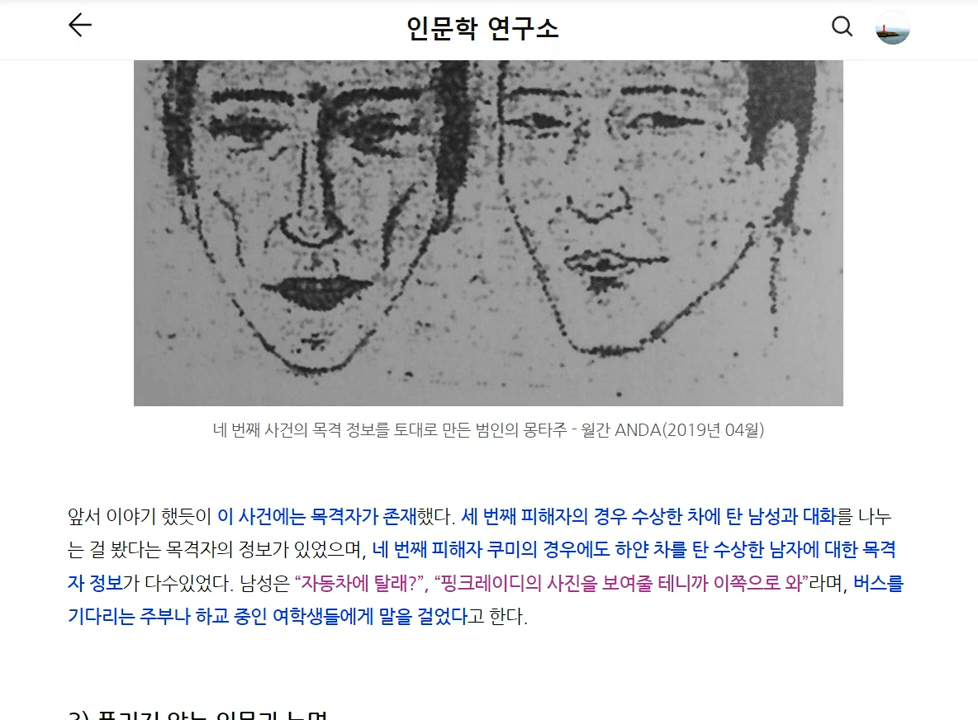 인문학 연구소
네 번째 사건의 목격 정보를 토대로 만든 범인의 몽타주 - 월간 ANDA(2019년 04월)
앞서 이야기 했듯이 이 사건에는 목격자가 존재했다. 세 번째 피해자의 경우 수상한 차에 탄 남성과 대화를 나누
는 걸 봤다는 목격자의 정보가 있었으며, 네 번째 피해자 쿠미의 경우에도 하얀 차를 탄 수상한 남자에 대한 목격
자 정보가 다수있었다. 남성은 “자동차에 탈래?”, “핑크레이디의 사진을 보여줄 테니까 이쪽으로 와”라며, 버스를
기다리는 주부나 하교 중인 여학생들에게 말을 걸었다고 한다.